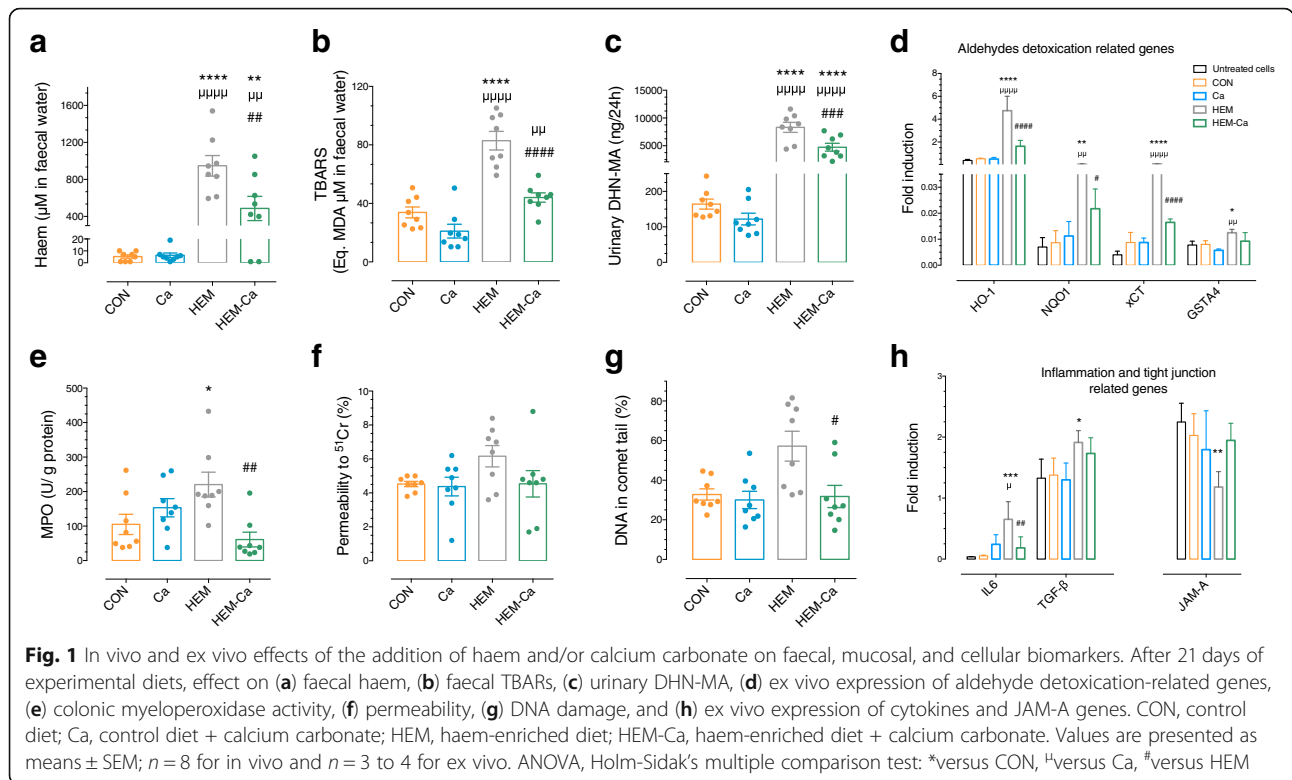 a
Haem (µM in faecal water)
1600
1200
800
400
20
10
0
****
µµµµ
**
µµ
##
CON
Ca
HEM
HEM-Ca
b
TBARS
(Eq. MDA µM in faecal water)
120
80
40
0
****
µµµµ
µµ
####
CON
Ca
HEM
HEM-Ca
c
Urinary DHN-MA (ng/24h)
15000
10000
5000
200
150
100
50
0
****
µµµµ
****
µµµµ
###
CON
Ca
HEM
HEM-Ca
d
Aldehydes detoxication related genes
Fold induction
8
6
4
2
0.03
0.02
0.01
0.00
****
µµµµ
####
**
µµ
#
****
µµµµ
####
*
µµ
Untreated cells
CON
Ca
HEM
HEM-Ca
HO-1
NQO1
xCT
GSTA4
e
MPO (U/ g protein)
500
400
300
200
100
0
*
##
CON
Ca
HEM
HEM-Ca
f
Permeability to ⁵¹Cr (%)
10
8
6
4
2
0
CON
Ca
HEM
HEM-Ca
g
DNA in comet tail (%)
100
80
60
40
20
0
#
CON
Ca
HEM
HEM-Ca
h
Inflammation and tight junction
related genes
Fold induction
3
2
1
0
***
µ
##
*
**
IL6
TGF-β
JAM-A
Fig. 1 In vivo and ex vivo effects of the addition of haem and/or calcium carbonate on faecal, mucosal, and cellular biomarkers. After 21 days of
experimental diets, effect on (a) faecal haem, (b) faecal TBARs, (c) urinary DHN-MA, (d) ex vivo expression of aldehyde detoxication-related genes,
(e) colonic myeloperoxidase activity, (f) permeability, (g) DNA damage, and (h) ex vivo expression of cytokines and JAM-A genes. CON, control
diet; Ca, control diet + calcium carbonate; HEM, haem-enriched diet; HEM-Ca, haem-enriched diet + calcium carbonate. Values are presented as
means ± SEM; n = 8 for in vivo and n = 3 to 4 for ex vivo. ANOVA, Holm-Sidak's multiple comparison test: *versus CON, ᵘversus Ca, #versus HEM